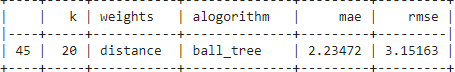 +----+-----+-----------+--------------+---------+---------+
|    |   k | weights   | alogorithm   |     mae |    rmse |
|----+-----+-----------+--------------+---------+---------|
| 45 |  20 | distance  | ball_tree    | 2.23472 | 3.15163 |
+----+-----+-----------+--------------+---------+---------+